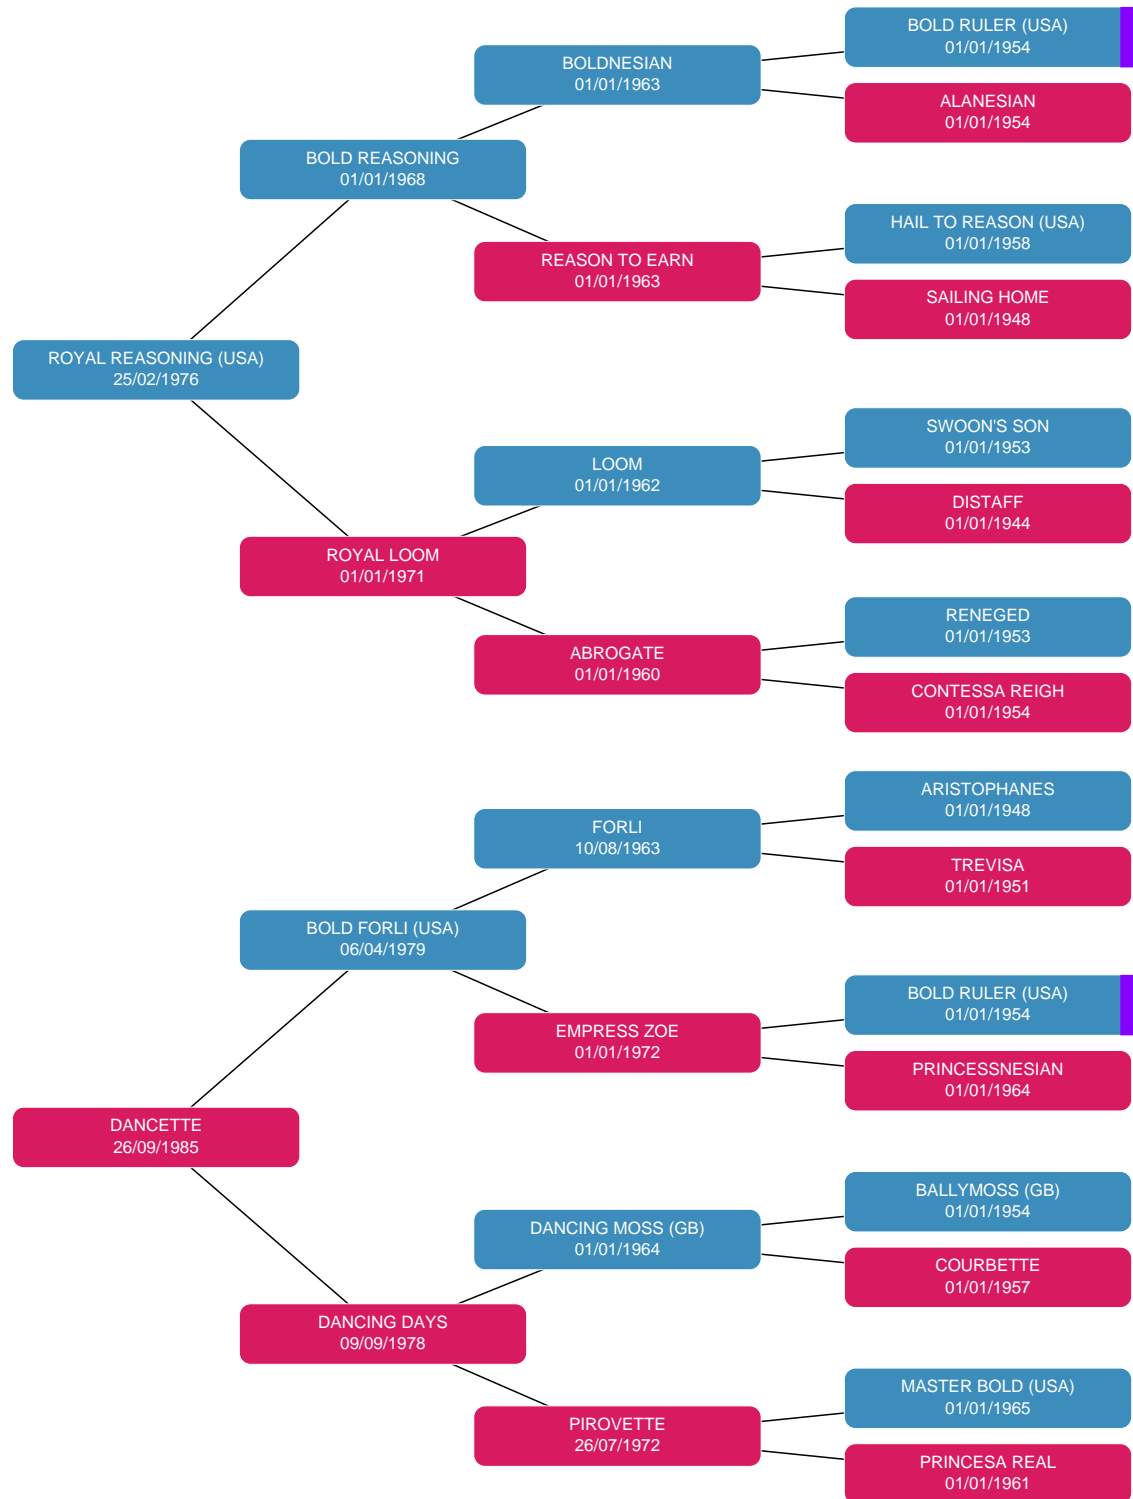 BOLD RULER (USA)
01/01/1954
BOLDNESIAN
01/01/1963
ALANESIAN
01/01/1954
BOLD REASONING
01/01/1968
HAIL TO REASON (USA)
01/01/1958
REASON TO EARN
01/01/1963
SAILING HOME
01/01/1948
ROYAL REASONING (USA)
25/02/1976
SWOON'S SON
01/01/1953
LOOM
01/01/1962
DISTAFF
01/01/1944
ROYAL LOOM
01/01/1971
RENEGED
01/01/1953
ABROGATE
01/01/1960
CONTESSA REIGH
01/01/1954
ARISTOPHANES
01/01/1948
FORLI
10/08/1963
TREVISA
01/01/1951
BOLD FORLI (USA)
06/04/1979
BOLD RULER (USA)
01/01/1954
EMPRESS ZOE
01/01/1972
PRINCESSNESIAN
01/01/1964
DANCETTE
26/09/1985
BALLYMOSS (GB)
01/01/1954
DANCING MOSS (GB)
01/01/1964
COURBETTE
01/01/1957
DANCING DAYS
09/09/1978
MASTER BOLD (USA)
01/01/1965
PIROVETTE
26/07/1972
PRINCESA REAL
01/01/1961